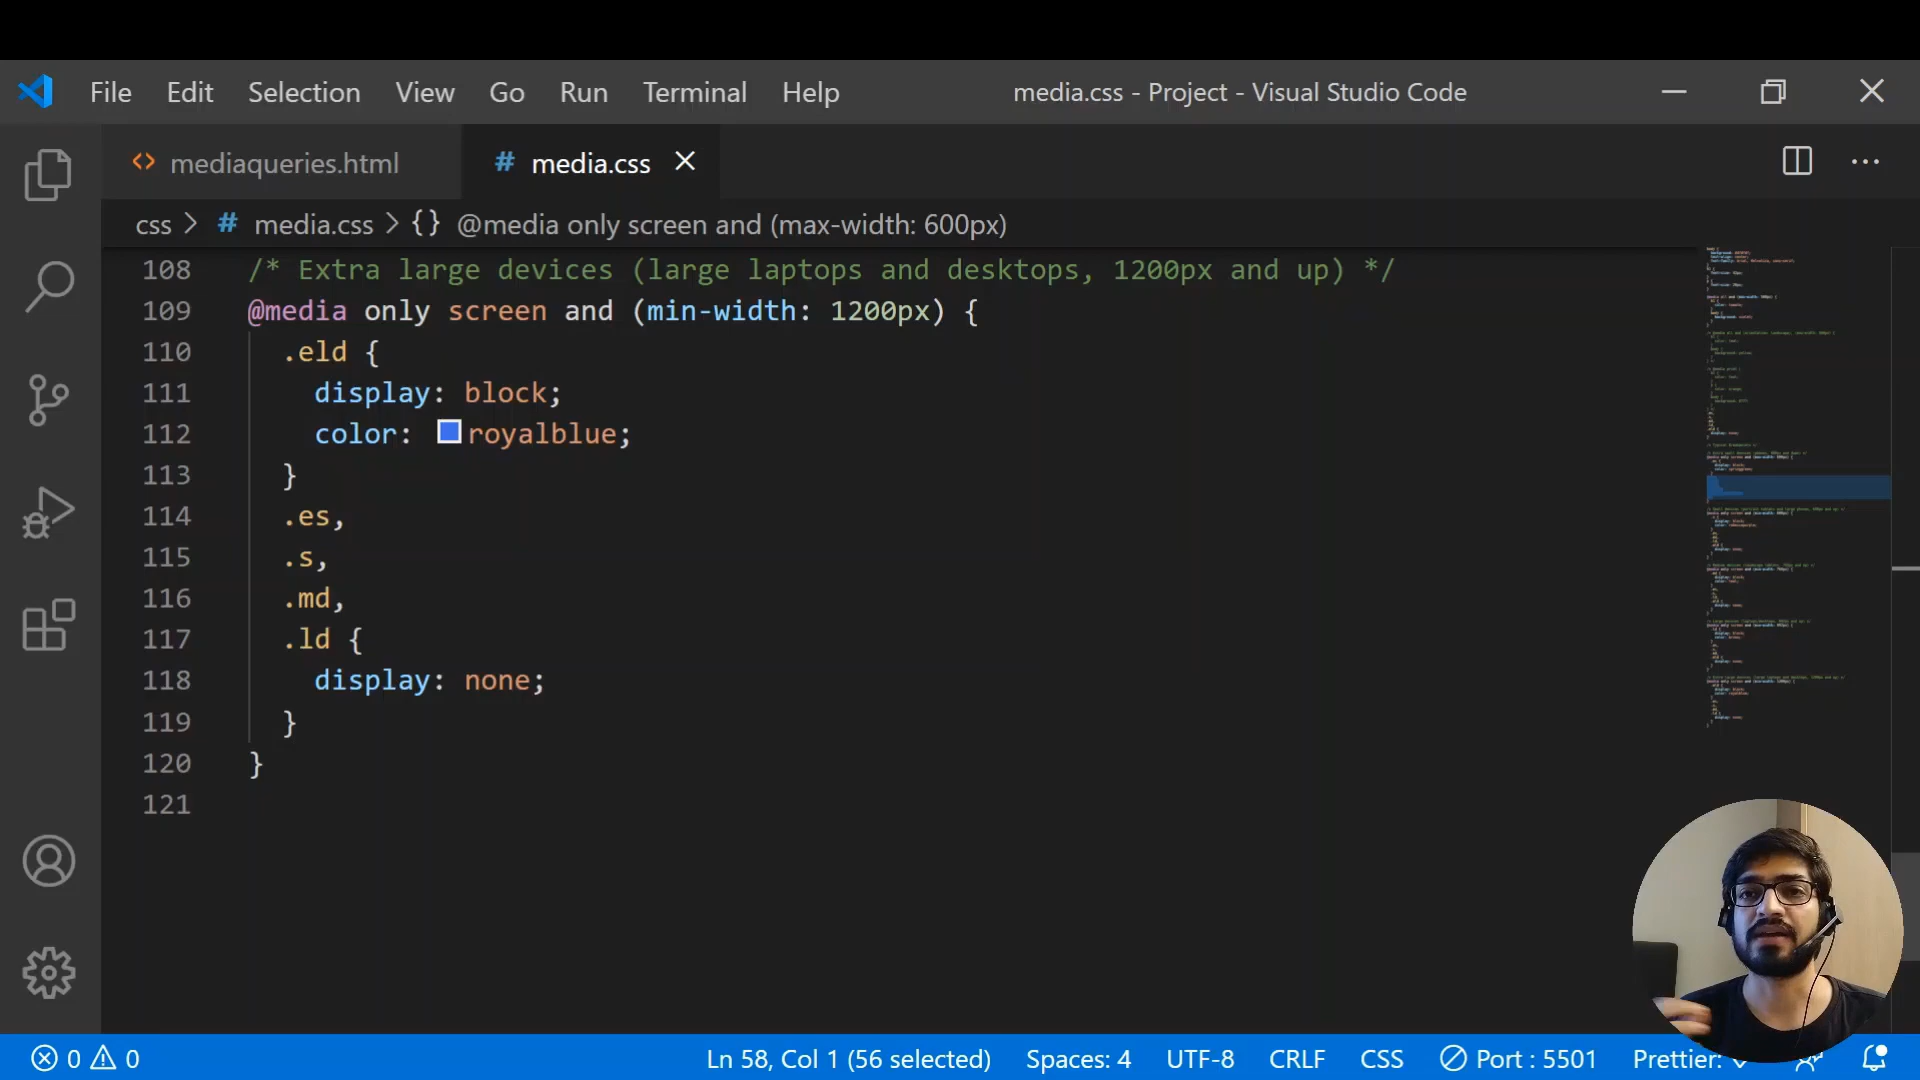 File Edit Selection View Go Run Terminal Help media.css - Project - Visual Studio Code
mediaqueries.html # media.css
css > # media.css > {} @media only screen and (max-width: 600px)
108 /* Extra large devices (large laptops and desktops, 1200px and up) */
109 @media only screen and (min-width: 1200px) {
110 .eld {
111 display: block;
112 color: royalblue;
113 }
114 .es,
115 .s,
116 .md,
117 .ld {
118 display: none;
119 }
120 }
121
0 0 Ln 58, Col 1 (56 selected) Spaces: 4 UTF-8 CRLF CSS Port : 5501 Prettier: